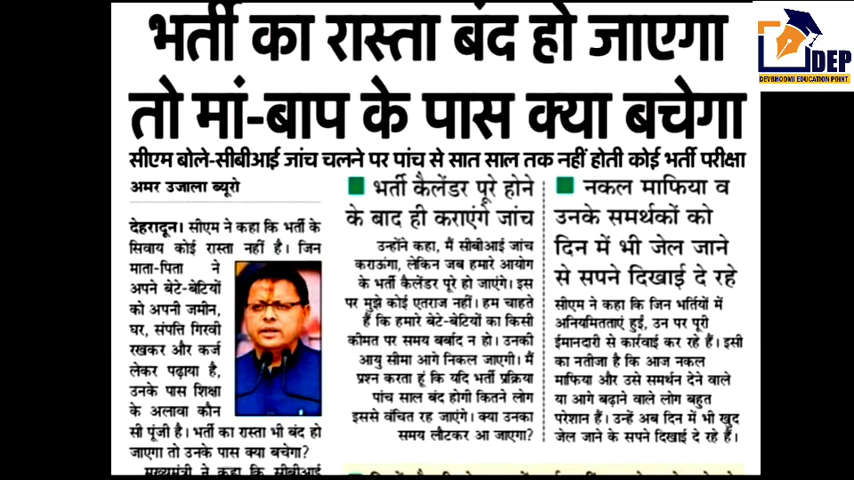 भर्ती का रास्ता बंद हो जाएगा
तो मां-बाप के पास क्या बचेगा
DEP
DEVBHOOMI EDUCATION POINT
सीएम बोले-सीबीआई जांच चलने पर पांच से सात साल तक नहीं होती कोई भर्ती परीक्षा
अमर उजाला ब्यूरो
देहरादून। सीएम ने कहा कि भर्ती के
सिवाय कोई रास्ता नहीं है। जिन
माता-पिता ने
अपने बेटे-बेटियों
को अपनी जमीन,
घर, संपत्ति गिरवी
रखकर और कर्ज
लेकर पढ़ाया है,
उनके पास शिक्षा
के अलावा कौन
सी पूंजी है। भर्ती का रास्ता भी बंद हो
जाएगा तो उनके पास क्या बचेगा?
मुख्यमंत्री ने कहा कि सीबीआई
भर्ती कैलेंडर पूरे होने
के बाद ही कराएंगे जांच
उन्होंने कहा, मैं सीबीआई जांच
कराऊंगा, लेकिन जब हमारे आयोग
के भर्ती कैलेंडर पूरे हो जाएंगे। इस
पर मुझे कोई एतराज नहीं। हम चाहते
हैं कि हमारे बेटे-बेटियों का किसी
कीमत पर समय बर्बाद न हो। उनकी
आयु सीमा आगे निकल जाएगी। मैं
प्रश्न करता हूं कि यदि भर्ती प्रक्रिया
पांच साल बंद होगी कितने लोग
इससे वंचित रह जाएंगे। क्या उनका
समय लौटकर आ जाएगा?
नकल माफिया व
उनके समर्थकों को
दिन में भी जेल जाने
से सपने दिखाई दे रहे
सीएम ने कहा कि जिन भर्तियों में
अनियमितताएं हुईं, उन पर पूरी
ईमानदारी से कार्रवाई कर रहे हैं। इसी
का नतीजा है कि आज नकल
माफिया और उसे समर्थन देने वाले
या आगे बढ़ाने वाले लोग बहुत
परेशान हैं। उन्हें अब दिन में भी खुद
जेल जाने के सपने दिखाई दे रहे हैं।